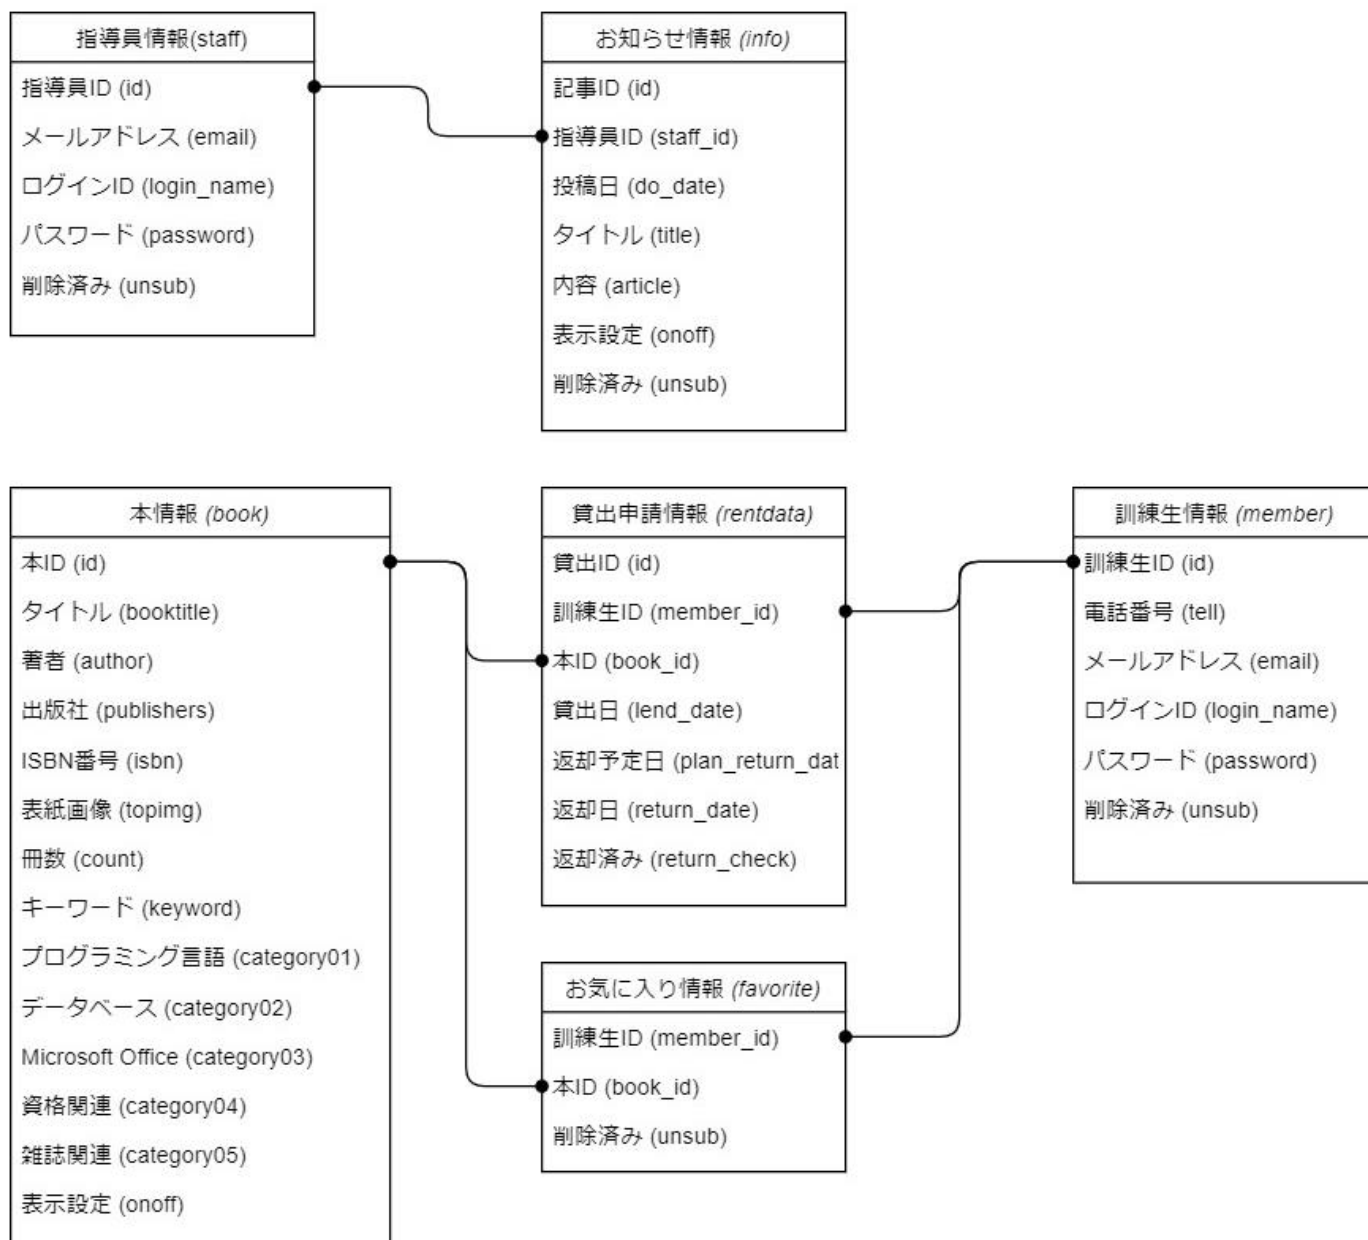 指導員情報(staff)
指導員ID (id)
メールアドレス (email)
ログインID (login_name)
パスワード (password)
削除済み (unsub)
お知らせ情報 (info)
記事ID (id)
指導員ID (staff_id)
投稿日 (do_date)
タイトル (title)
内容 (article)
表示設定 (onoff)
削除済み (unsub)
本情報 (book)
本ID (id)
タイトル (booktitle)
著者 (author)
出版社 (publishers)
ISBN番号 (isbn)
表紙画像 (topimg)
冊数 (count)
キーワード (keyword)
プログラミング言語 (category01)
データベース (category02)
Microsoft Office (category03)
資格関連 (category04)
雑誌関連 (category05)
表示設定 (onoff)
貸出申請情報 (rentdata)
貸出ID (id)
訓練生ID (member_id)
本ID (book_id)
貸出日 (lend_date)
返却予定日 (plan_return_dat
返却日 (return_date)
返却済み (return_check)
お気に入り情報 (favorite)
訓練生ID (member_id)
本ID (book_id)
削除済み (unsub)
訓練生情報 (member)
訓練生ID (id)
電話番号 (tell)
メールアドレス (email)
ログインID (login_name)
パスワード (password)
削除済み (unsub)